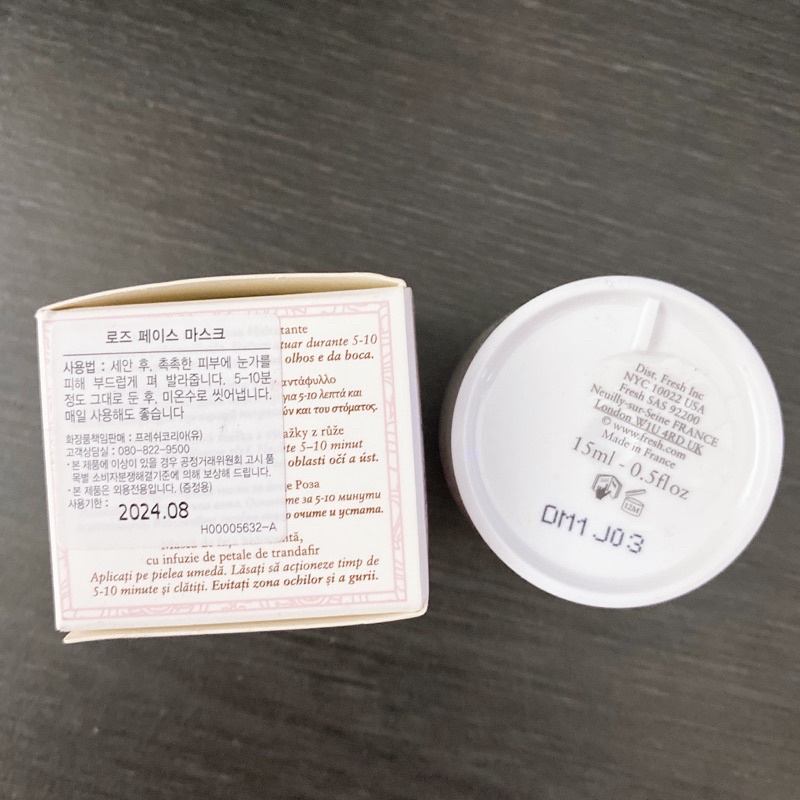 로즈 페이스 마스크
사용법 : 세안 후, 촉촉한 피부에 눈가를
피해 부드럽게 펴 발라줍니다. 5-10분
정도 그대로 둔 후, 미온수로 씻어냅니다.
매일 사용해도 좋습니다
화장품책임판매 : 프레쉬코리아(유)
고객상담실 : 080-822-9500
· 본 제품에 이상이 있을 경우 공정거래위원회 고시 품
목별 소비자분쟁해결기준에 의해 보상해 드립니다.
· 본 제품은 외용전용입니다. (증정용)
사용기한 :
2024.08
H00005632-A
tante
tuar durante 5-10
olhos e da boca.
αντάφυλλο
για 5-10 λεπτά και
ών και του στόματος.
ažky z růže
te 5-10 minut
oblasti očí a úst.
це Роза
те за 5-10 минути
о очите и устата.
tă,
cu infuzie de petale de trandafir
Aplicați pe pielea umedă. Lăsați să acționeze timp de
5-10 minute și clătiți. Evitați zona ochilor și a gurii.
Dist. Fresh Inc
NYC 10022 USA
Fresh SAS 92200
Neuilly-sur-Seine FRANCE
London W1U 4RD UK
© www.fresh.com
Made in France
15ml - 0.5fl oz
12M
DM1J03